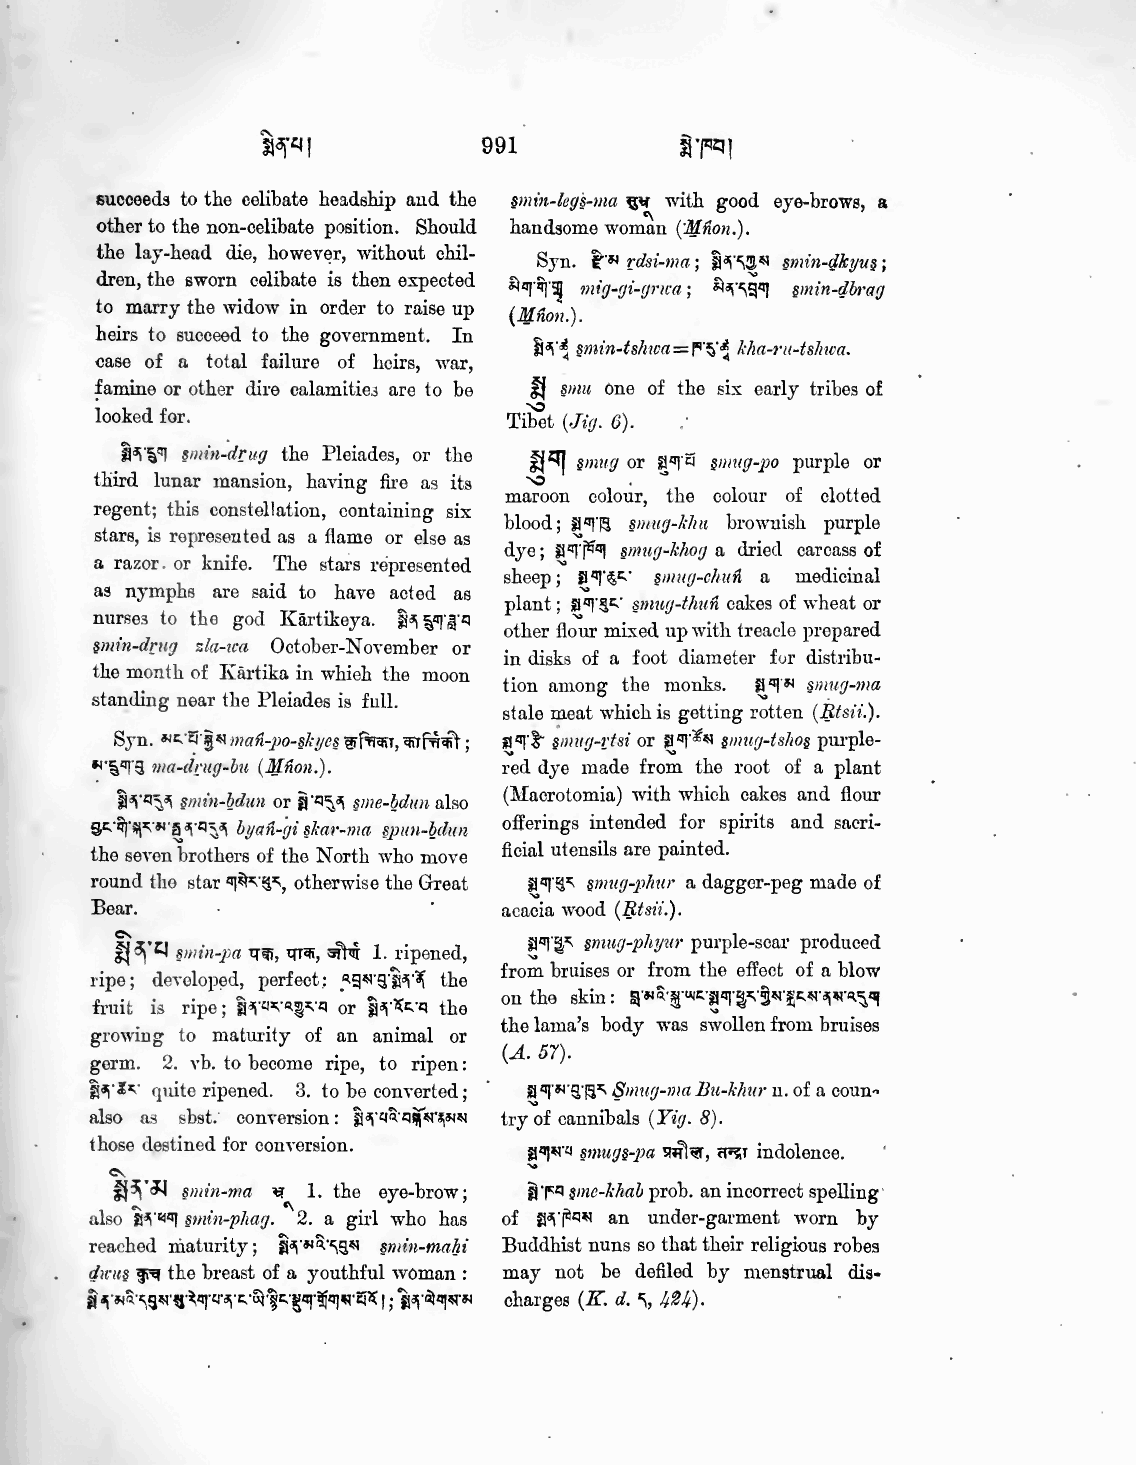 སྨིན་པ། 991 སྨེ་ཁབ།
succeeds to the celibate headship and the
other to the non-celibate position. Should
the lay-head die, however, without chil-
dren, the sworn celibate is then expected
to marry the widow in order to raise up
heirs to succeed to the government. In
case of a total failure of heirs, war,
famine or other dire calamities are to be
looked for.
སྨིན་དྲུག smin-drug the Pleiades, or the
third lunar mansion, having fire as its
regent; this constellation, containing six
stars, is represented as a flame or else as
a razor or knife. The stars represented
as nymphs are said to have acted as
nurses to the god Kārtikeya. སྨིན་དྲུག་ཟླ་བ
smin-drug zla-wa October-November or
the month of Kārtika in which the moon
standing near the Pleiades is full.
Syn. མང་པོ་སྐྱེས mañ-po-skyes कृत्तिका, कार्त्तिकी;
མ་དྲུག་བུ ma-drug-bu (Mñon.).
སྨིན་བདུན smin-bdun or སྨེ་བདུན sme-bdun also
བྱང་གི་སྐར་མ་སྤུན་བདུན byañ-gi skar-ma spun-bdun
the seven brothers of the North who move
round the star གསེར་ཕུར, otherwise the Great
Bear.
སྨིན་པ smin-pa पक्व, पाक, जीर्ण 1. ripened,
ripe; developed, perfect; འབྲས་བུ་སྨིན་ནོ the
fruit is ripe; སྨིན་པར་འགྱུར་བ or སྨིན་རོང་བ the
growing to maturity of an animal or
germ. 2. vb. to become ripe, to ripen:
སྨིན་ཚར་ quite ripened. 3. to be converted;
also as sbst. conversion: སྨིན་པའི་བསྐོས་རྣམས
those destined for conversion.
སྨིན་མ smin-ma भ्रू 1. the eye-brow;
also སྨིན་ཕག smin-phag. 2. a girl who has
reached maturity; སྨིན་མའི་དབུས smin-mahi
dwus कुच the breast of a youthful woman:
; སྨིན་ལེགས་མ
smin-legs-ma सुभ्रू with good eye-brows, a
handsome woman (Mñon.).
Syn. རྫི་མ rdsi-ma; སྨིན་དཀྱུས smin-dkyus;
མིག་གི་གྲྭ mig-gi-grwa; སྨིན་དབྲག smin-dbrag
(Mñon.).
སྨིན་ཚྭ smin-tshwa=ཁ་རུ་ཚྭ kha-ru-tshwa.
སྨུ smu one of the six early tribes of
Tibet (Jig. 6).
སྨུག smug or སྨུག་པོ smug-po purple or
maroon colour, the colour of clotted
blood; སྨུག་ཁུ smug-khu brownish purple
dye; སྨུག་ཁོག smug-khog a dried carcass of
sheep; སྨུག་ཆུང་ smug-chuñ a medicinal
plant; སྨུག་ཐུང་ smug-thuñ cakes of wheat or
other flour mixed up with treacle prepared
in disks of a foot diameter for distribu-
tion among the monks. སྨུག་མ smug-ma
stale meat which is getting rotten (Rtsii.).
སྨུག་རྩི smug-rtsi or སྨུག་ཚོས smug-tshos purple-
red dye made from the root of a plant
(Macrotomia) with which cakes and flour
offerings intended for spirits and sacri-
ficial utensils are painted.
སྨུག་ཕུར smug-phur a dagger-peg made of
acacia wood (Rtsii.).
སྨུག་ཕྱུར smug-phyur purple-scar produced
from bruises or from the effect of a blow
on the skin: བླ་མའི་སྐུ་ཡང་སྨུག་ཕྱུར་གྱིས་སྦྲངས་ནས་འདུག
the lama's body was swollen from bruises
(A. 57).
སྨུག་མ་བུ་ཁུར Smug-ma Bu-khur n. of a coun-
try of cannibals (Yig. 8).
སྨུགས་པ smugs-pa प्रमीला, तन्द्रा indolence.
སྨེ་ཁབ sme-khab prob. an incorrect spelling
of སྨིན་ཁེབས an under-garment worn by
Buddhist nuns so that their religious robes
may not be defiled by menstrual dis-
charges (K. d. ད, 424).